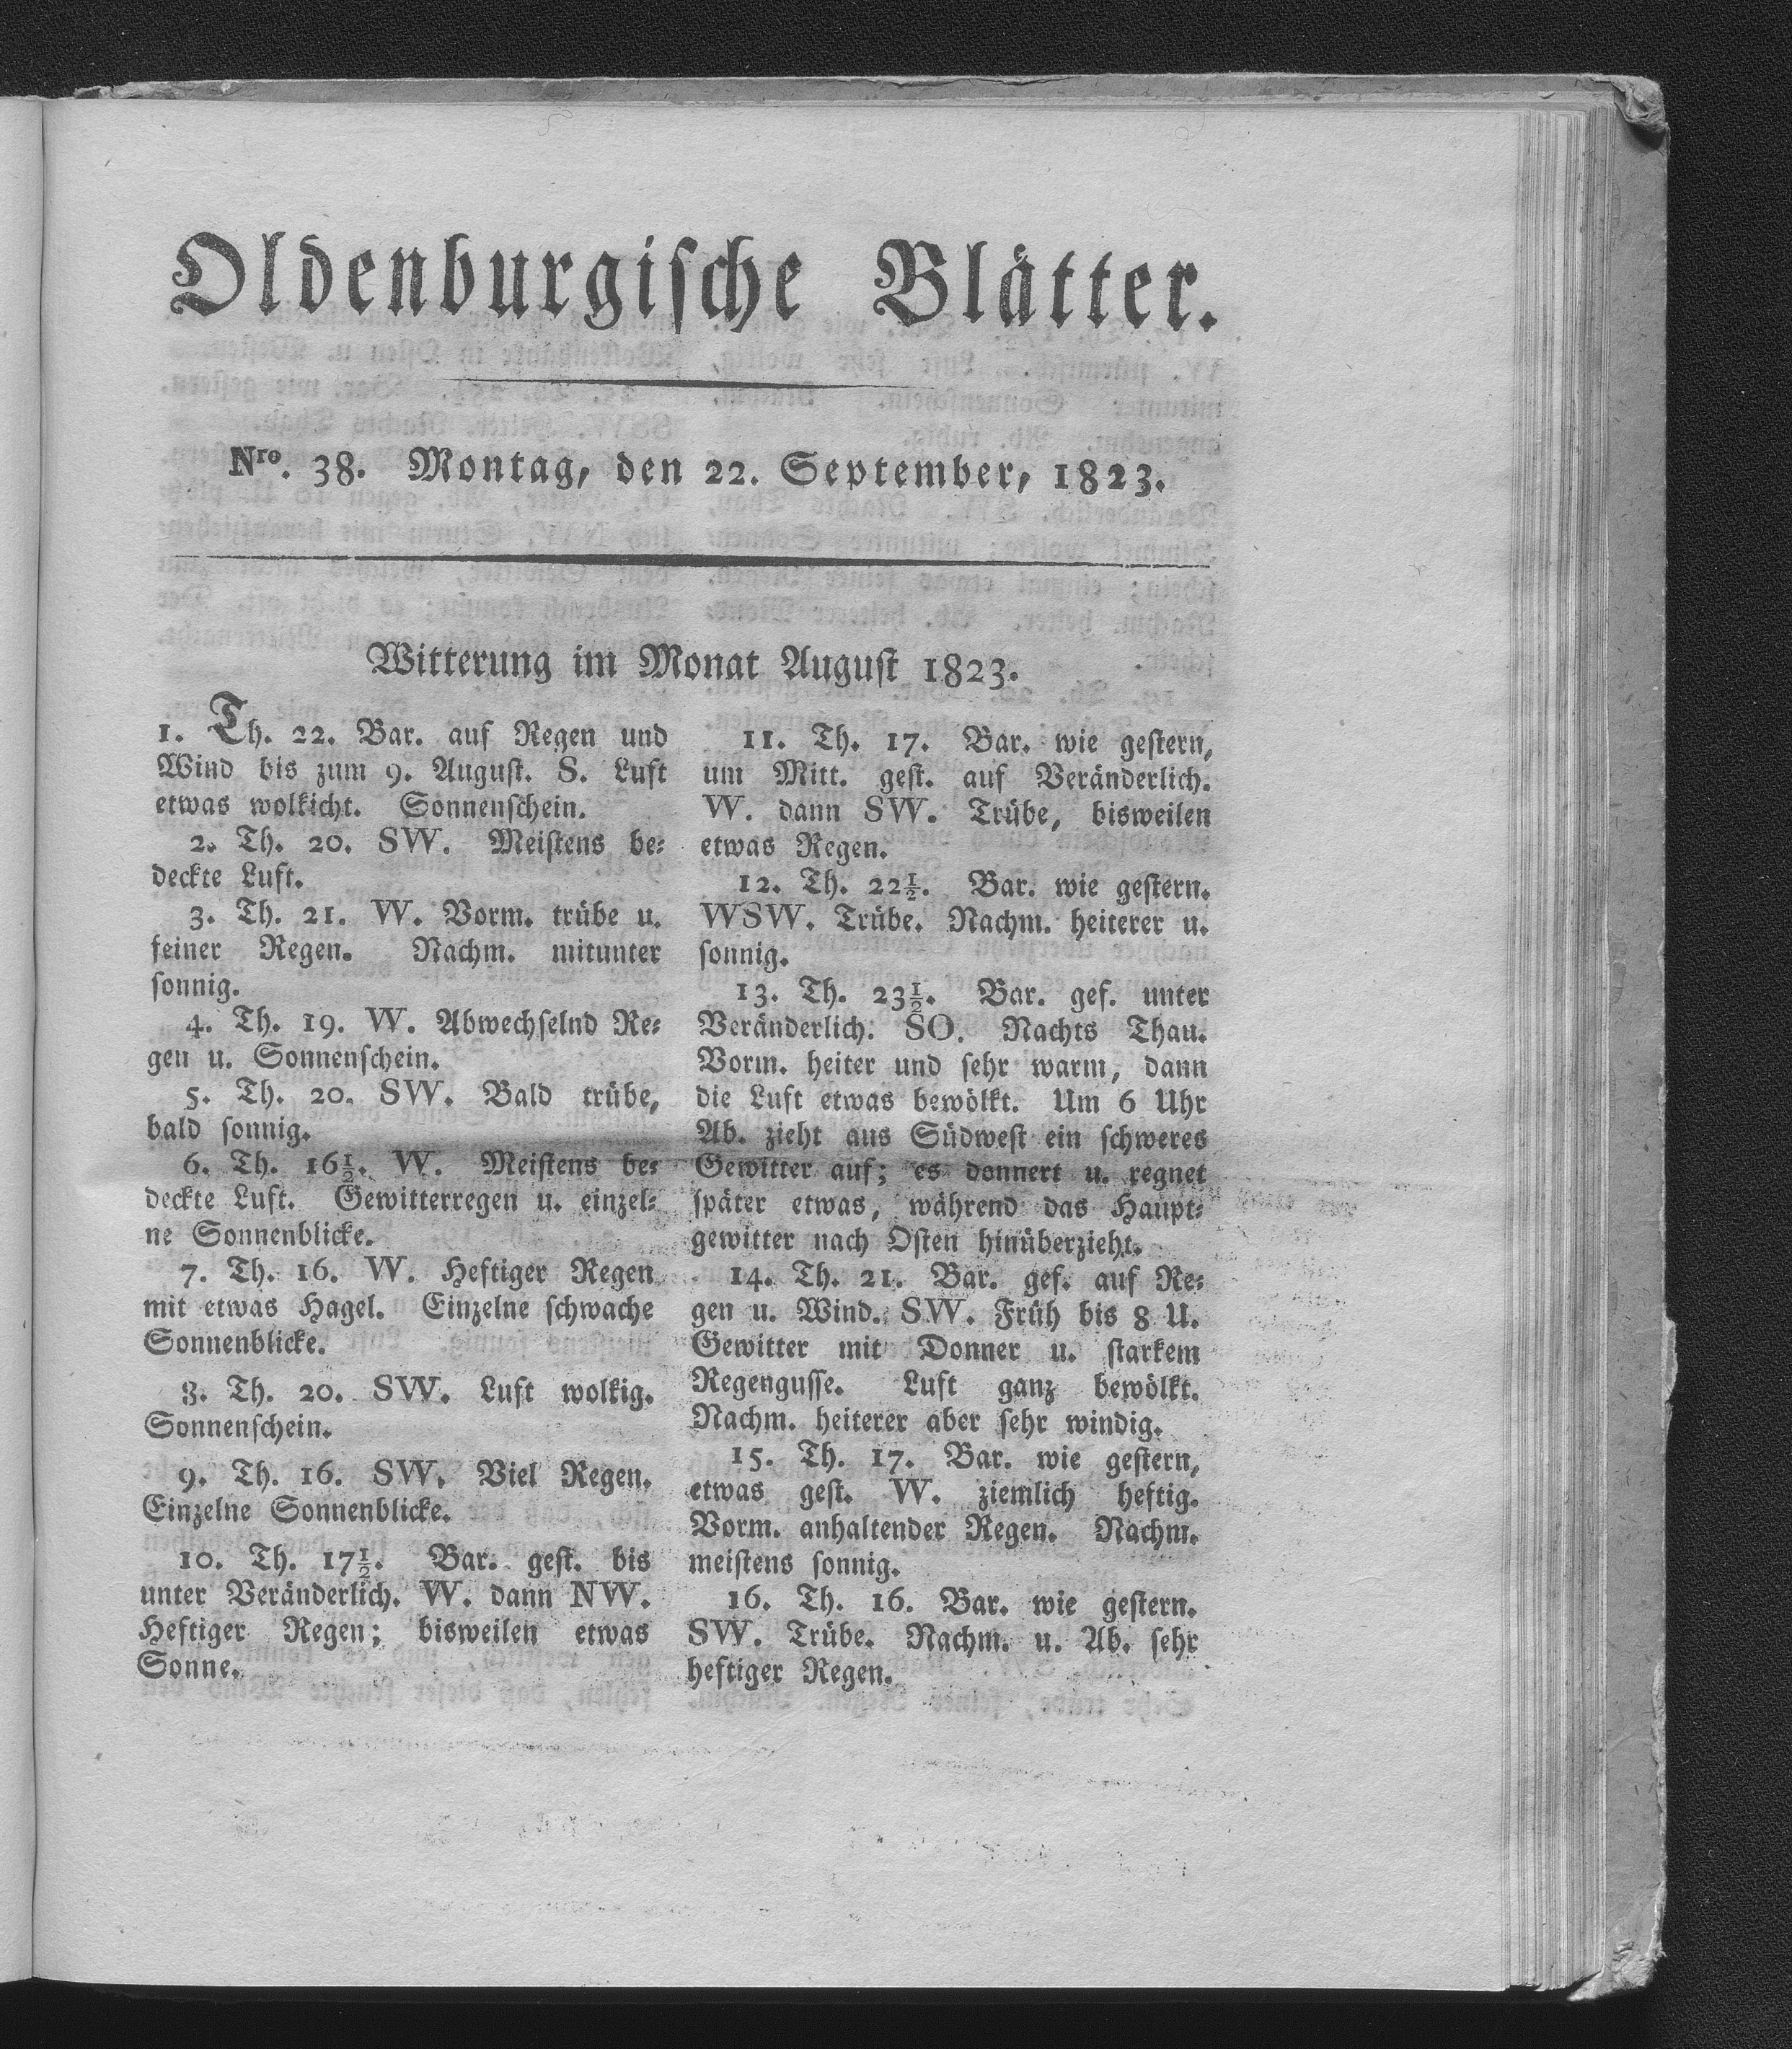 Oldenburgische Blätter.
Nro. 38. Montag, den 22. September, 1823.
Witterung im Monat August 1823.
1. Th. 22. Bar. auf Regen und
Wind bis zum 9. August. S. Luft
etwas wolkicht. Sonnenschein.
2. Th. 20. SW. Meistens be-
deckte Luft.
3. Th. 21. W. Vorm. trübe u.
feiner Regen. Nachm. mitunter
sonnig.
4. Th. 19. W. Abwechselnd Re-
gen u. Sonnenschein.
5. Th. 20. SW. Bald trübe,
bald sonnig.
6. Th. 16½. W. Meistens be-
deckte Luft. Gewitterregen u. einzel-
ne Sonnenblicke.
7. Th. 16. W. Heftiger Regen
mit etwas Hagel. Einzelne schwache
Sonnenblicke.
8. Th. 20. SW. Luft wolkig.
Sonnenschein.
9. Th. 16. SW. Viel Regen.
Einzelne Sonnenblicke.
10. Th. 17½. Bar. gest. bis
unter Veränderlich. W. dann NW.
Heftiger Regen; bisweilen etwas
Sonne.
11. Th. 17. Bar. wie gestern,
um Mitt. gest. auf Veränderlich.
W. dann SW. Trübe, bisweilen
etwas Regen.
12. Th. 22½. Bar. wie gestern.
WSW. Trübe. Nachm. heiterer u.
sonnig.
13. Th. 23½. Bar. gef. unter
Veränderlich. SO. Nachts Thau.
Vorm. heiter und sehr warm, dann
die Luft etwas bewölkt. Um 6 Uhr
Ab. zieht aus Südwest ein schweres
Gewitter auf; es donnert u. regnet
später etwas, während das Haupt-
gewitter nach Osten hinüberzieht.
14. Th. 21. Bar. gef. auf Re-
gen u. Wind. SW. Früh bis 8 U.
Gewitter mit Donner u. starkem
Regengusse. Luft ganz bewölkt.
Nachm. heiterer aber sehr windig.
15. Th. 17. Bar. wie gestern,
etwas gest. W. ziemlich heftig.
Vorm. anhaltender Regen. Nachm.
meistens sonnig.
16. Th. 16. Bar. wie gestern.
SW. Trübe. Nachm. u. Ab. sehr
heftiger Regen.